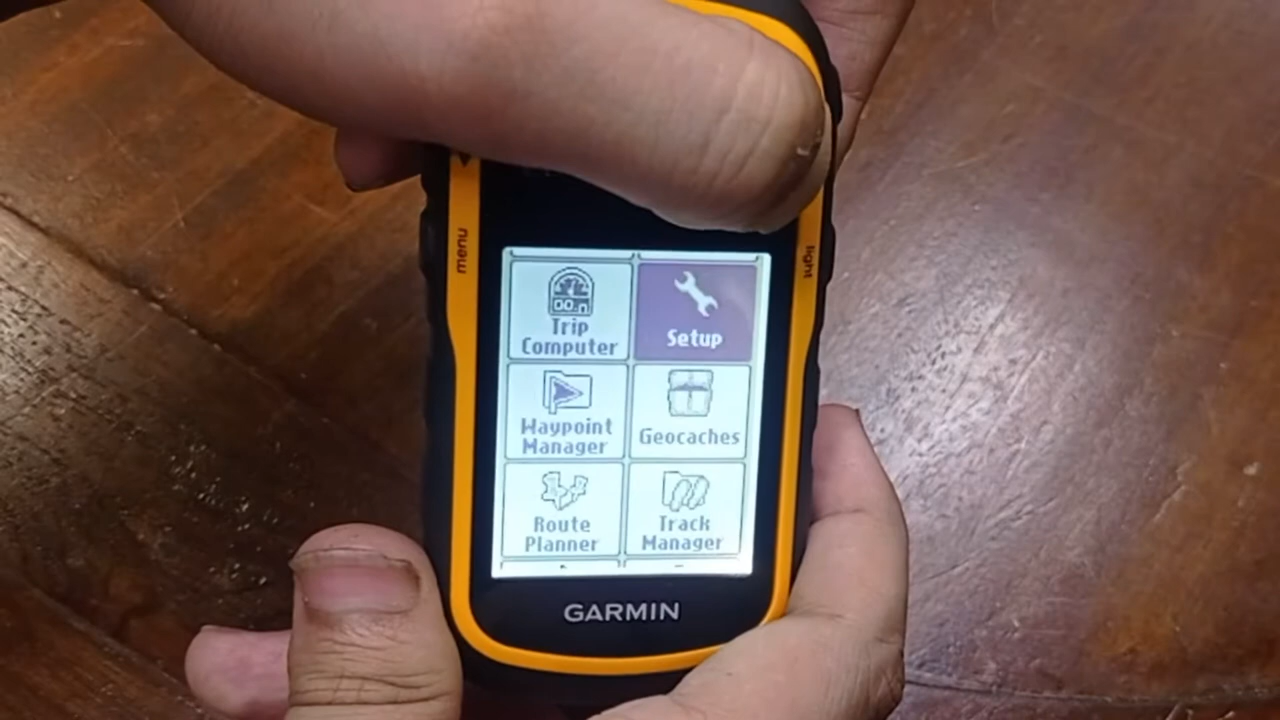 menu
light
Trip
Computer
Setup
Waypoint
Manager
Geocaches
Route
Planner
Track
Manager
GARMIN